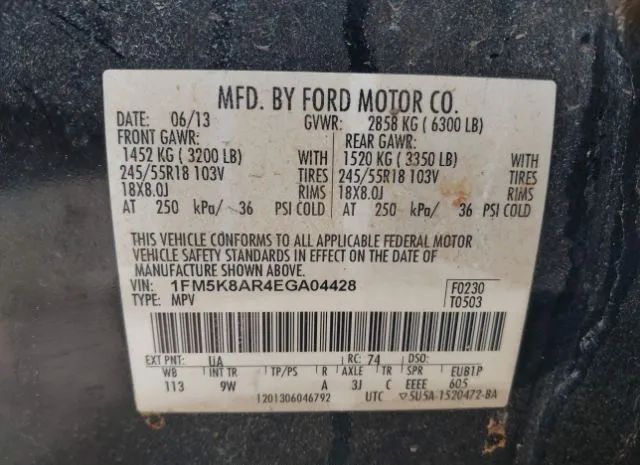 MFD. BY FORD MOTOR CO.
DATE: 06/13 GVWR: 2858 KG ( 6300 LB)
FRONT GAWR: REAR GAWR:
1452 KG ( 3200 LB) WITH 1520 KG ( 3350 LB) WITH
245/55R18 103V TIRES 245/55R18 103V TIRES
18X8.0J RIMS 18X8.0J RIMS
AT 250 kPa/ 36 PSI COLD AT 250 kPa/ 36 PSI COLD
THIS VEHICLE CONFORMS TO ALL APPLICABLE FEDERAL MOTOR
VEHICLE SAFETY STANDARDS IN EFFECT ON THE DATE OF
MANUFACTURE SHOWN ABOVE.
VIN: 1FM5K8AR4EGA04428 F0230
TYPE: MPV T0503
EXT PNT: UA RC: 74 DSO:
WB INT TR TP/PS R AXLE TR SPR EUB1P
113 9W A 3J C EEEE 605
1201306046792 UTC ▽5U5A-1520472-BA